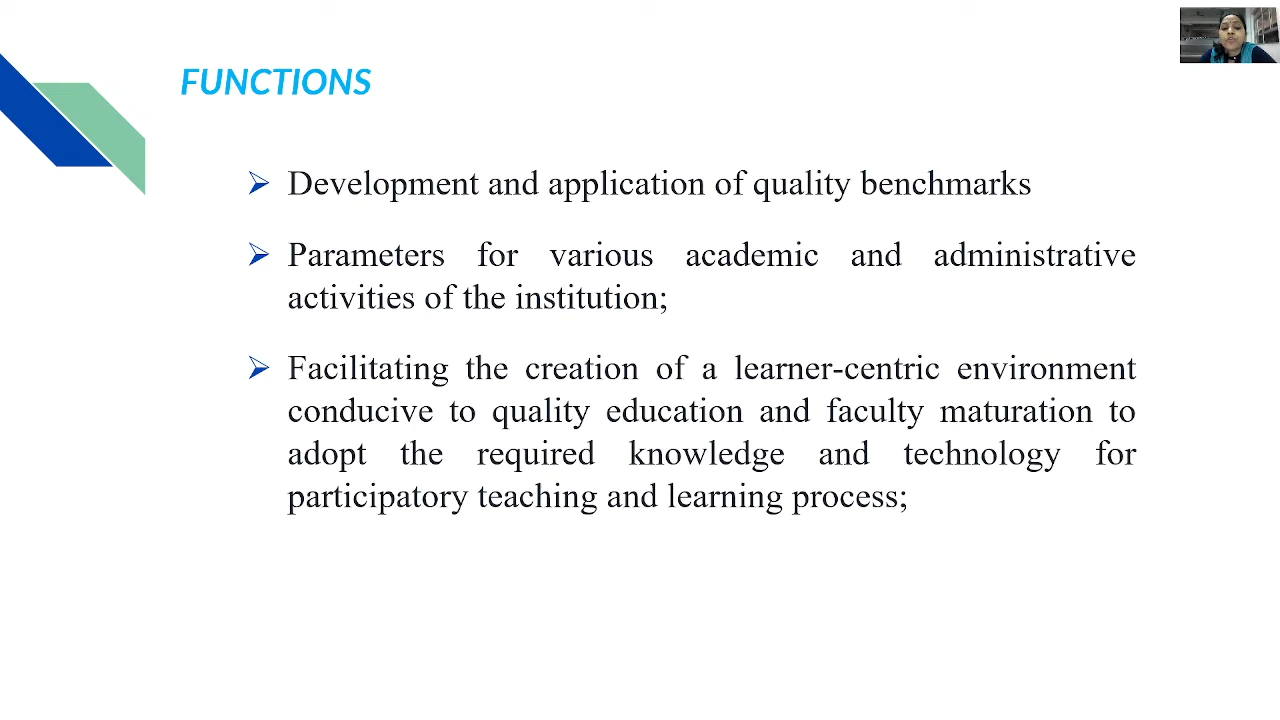 FUNCTIONS
Development and application of quality benchmarks
Parameters for various academic and administrative
activities of the institution;
Facilitating the creation of a learner-centric environment
conducive to quality education and faculty maturation to
adopt the required knowledge and technology for
participatory teaching and learning process;